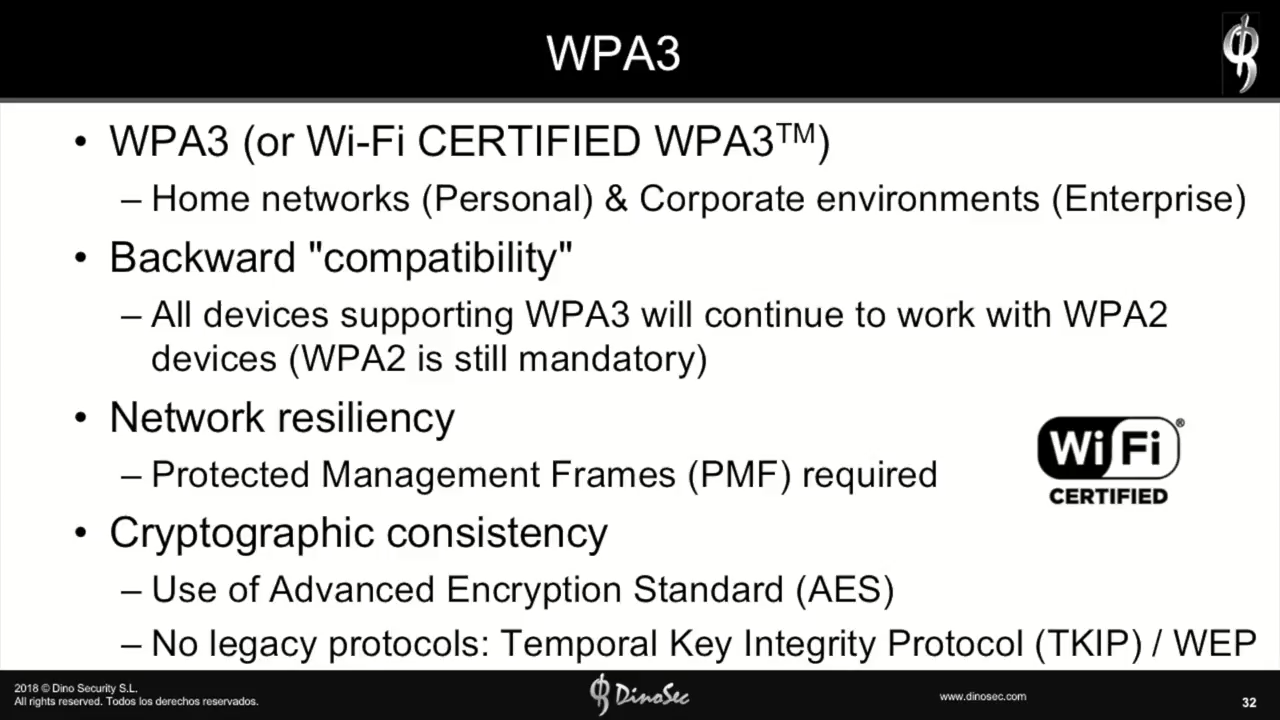 WPA3
• WPA3 (or Wi-Fi CERTIFIED WPA3™)
– Home networks (Personal) & Corporate environments (Enterprise)
• Backward "compatibility"
– All devices supporting WPA3 will continue to work with WPA2
devices (WPA2 is still mandatory)
• Network resiliency
– Protected Management Frames (PMF) required
Wi Fi®
CERTIFIED
• Cryptographic consistency
– Use of Advanced Encryption Standard (AES)
– No legacy protocols: Temporal Key Integrity Protocol (TKIP) / WEP
2018 © Dino Security S.L.
All rights reserved. Todos los derechos reservados.
DinoSec
www.dinosec.com
32